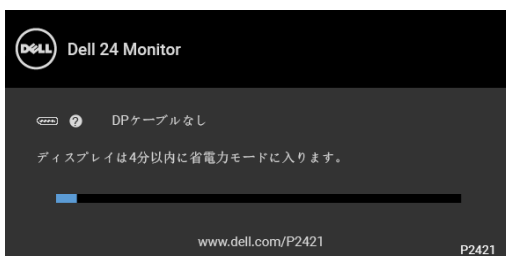 DELL Dell 24 Monitor
? DPケーブルなし
ディスプレイは4分以内に省電力モードに入ります。
www.dell.com/P2421
P2421